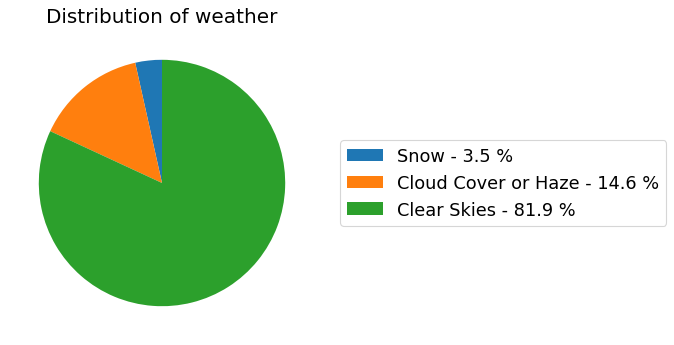 Distribution of weather
Snow - 3.5 %
Cloud Cover or Haze - 14.6 %
Clear Skies - 81.9 %